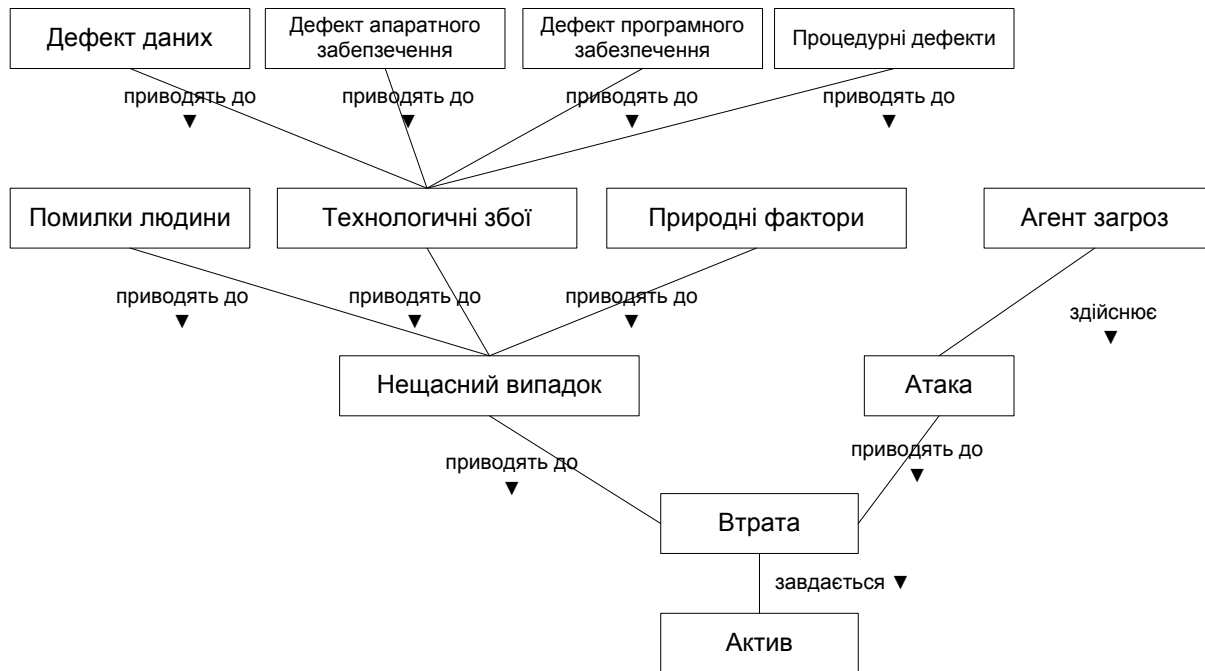 Дефект даних
Дефект апаратного
забепзечення
Дефект програмного
забезпечення
Процедурні дефекти
приводять до
▼
приводять до
▼
приводять до
▼
приводять до
▼
Помилки людини
Технологичні збої
Природні фактори
Агент загроз
приводять до
▼
приводять до
▼
приводять до
▼
здійснює
▼
Нещасний випадок
Атака
приводять до
▼
приводять до
▼
Втрата
завдається ▼
Актив